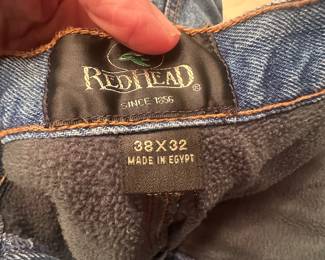 REDHEAD®
SINCE 1856
38X32
MADE IN EGYPT